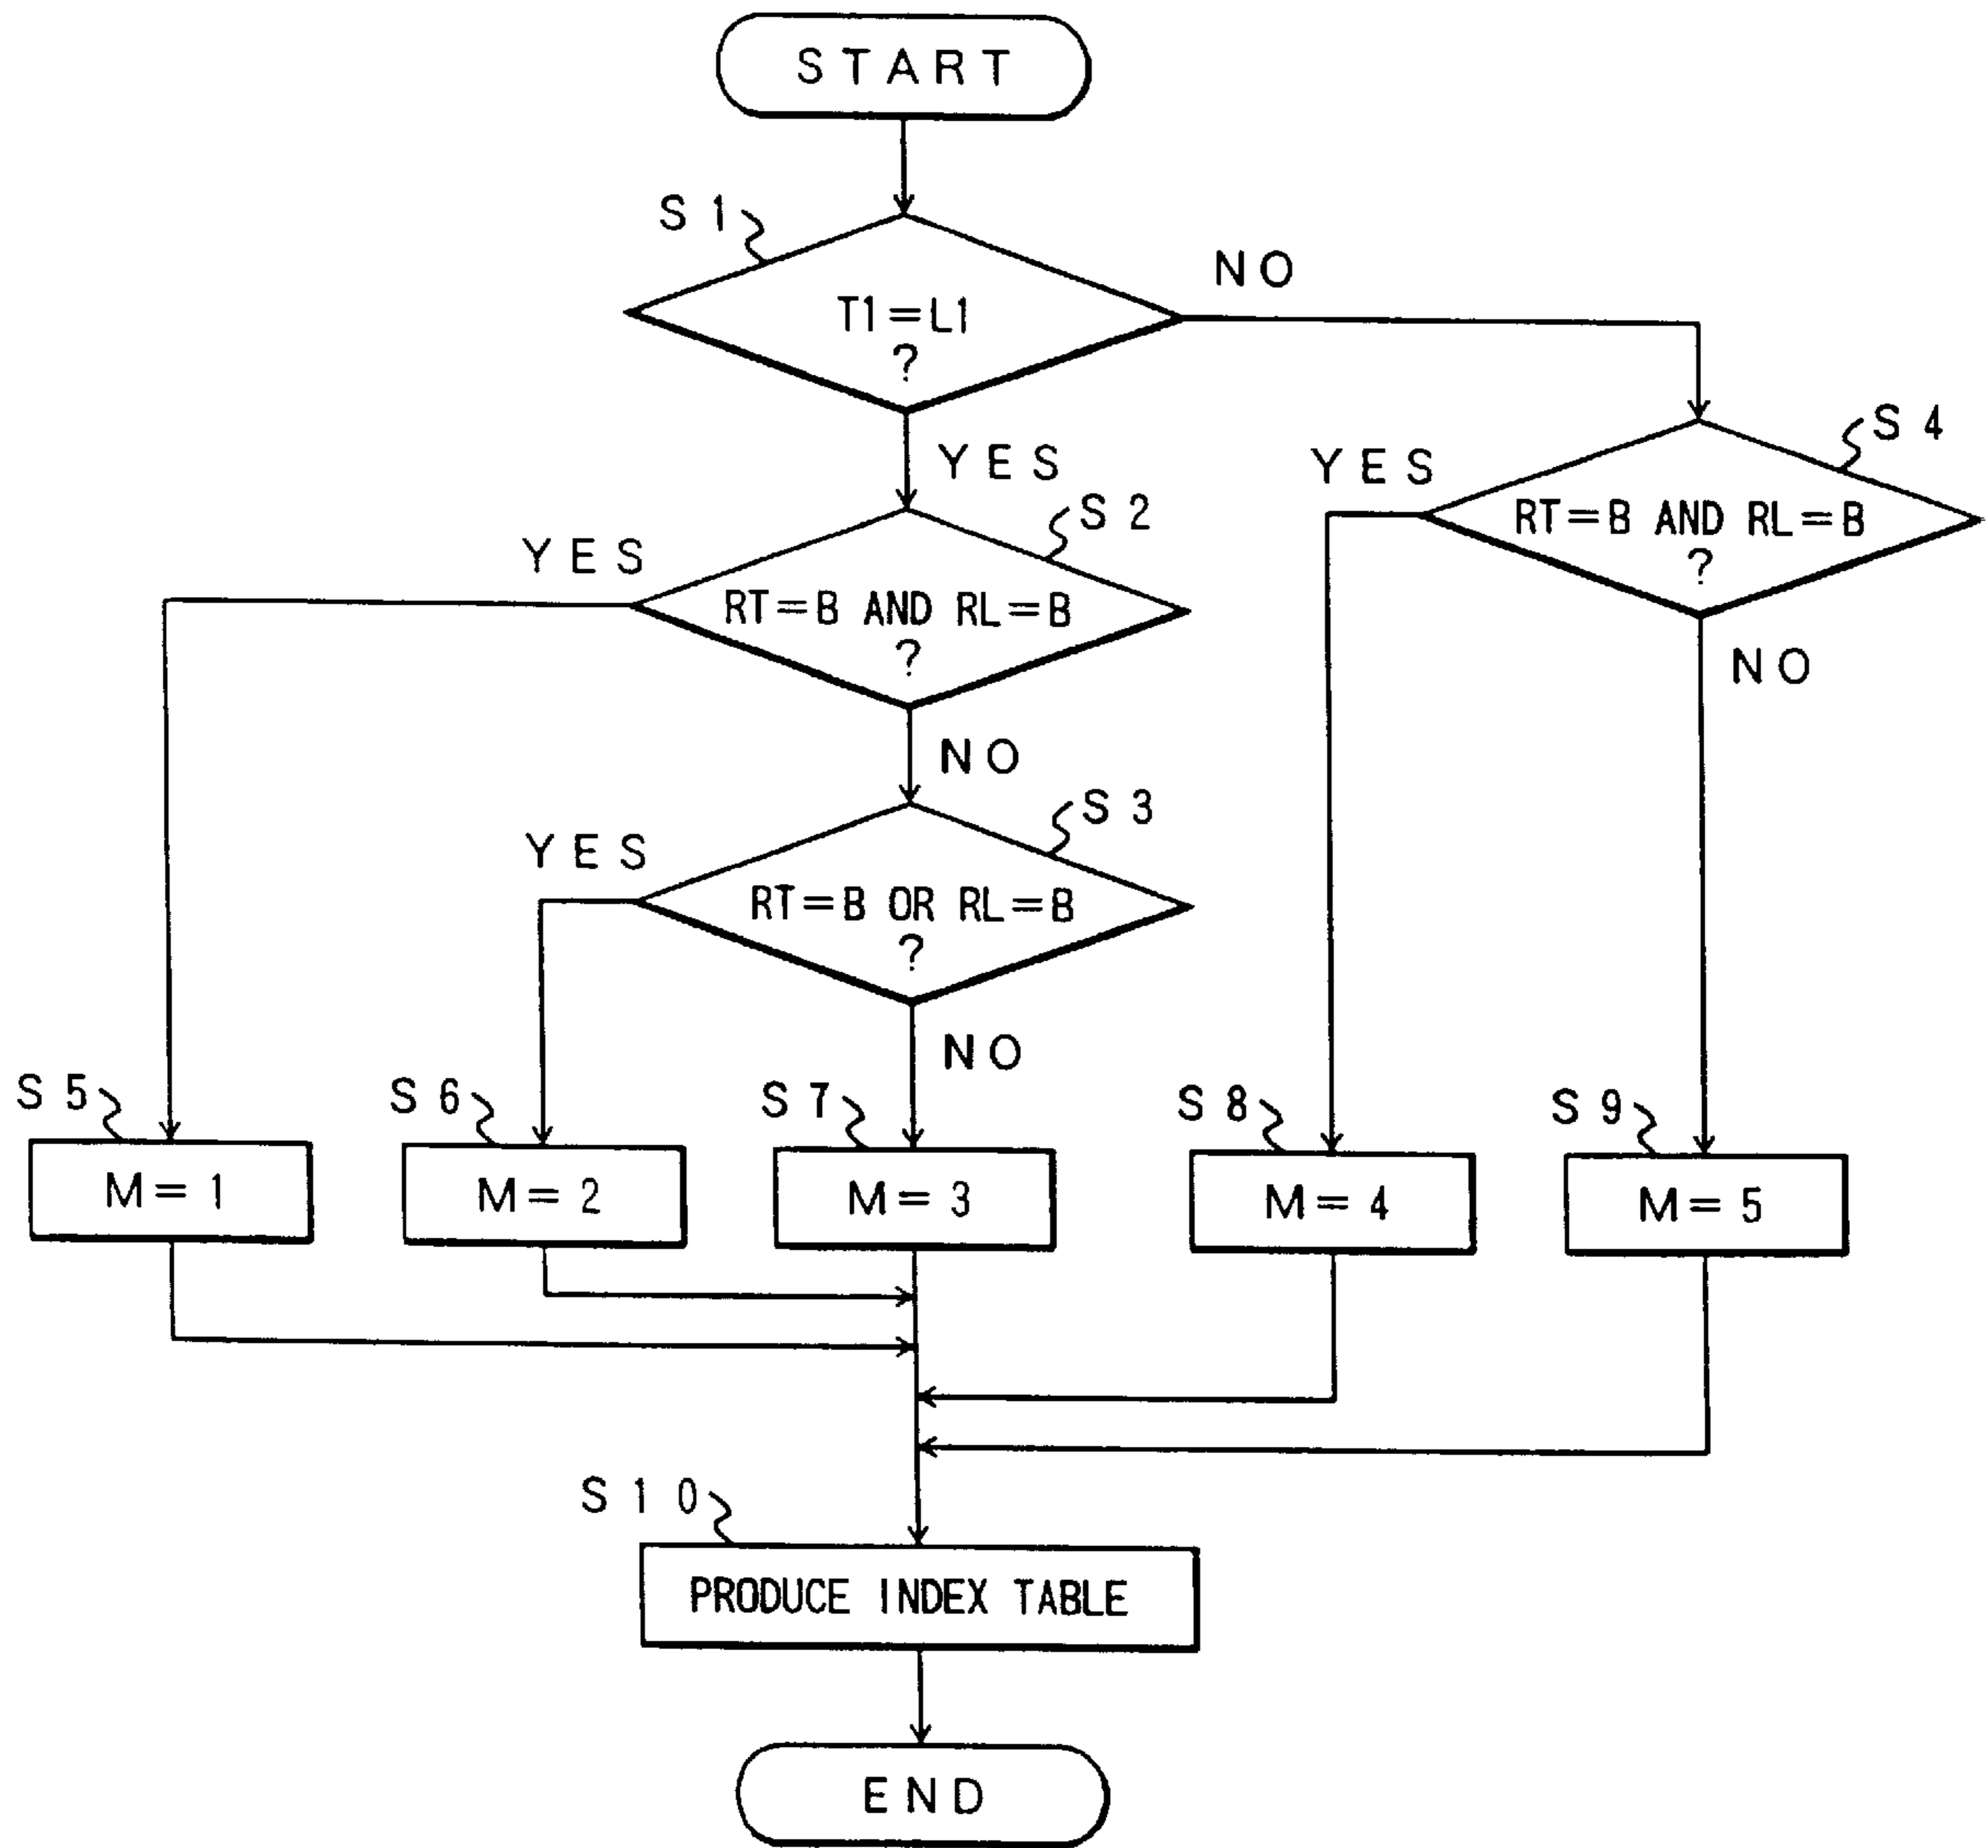 START
S1
NO
T1=L1
?
YES
S4
YES
RT=B AND RL=B
?
NO
S2
YES
RT=B AND RL=B
?
NO
S3
YES
RT=B OR RL=B
?
NO
S5
S6
S7
S8
S9
M=1
M=2
M=3
M=4
M=5
S10
PRODUCE INDEX TABLE
END